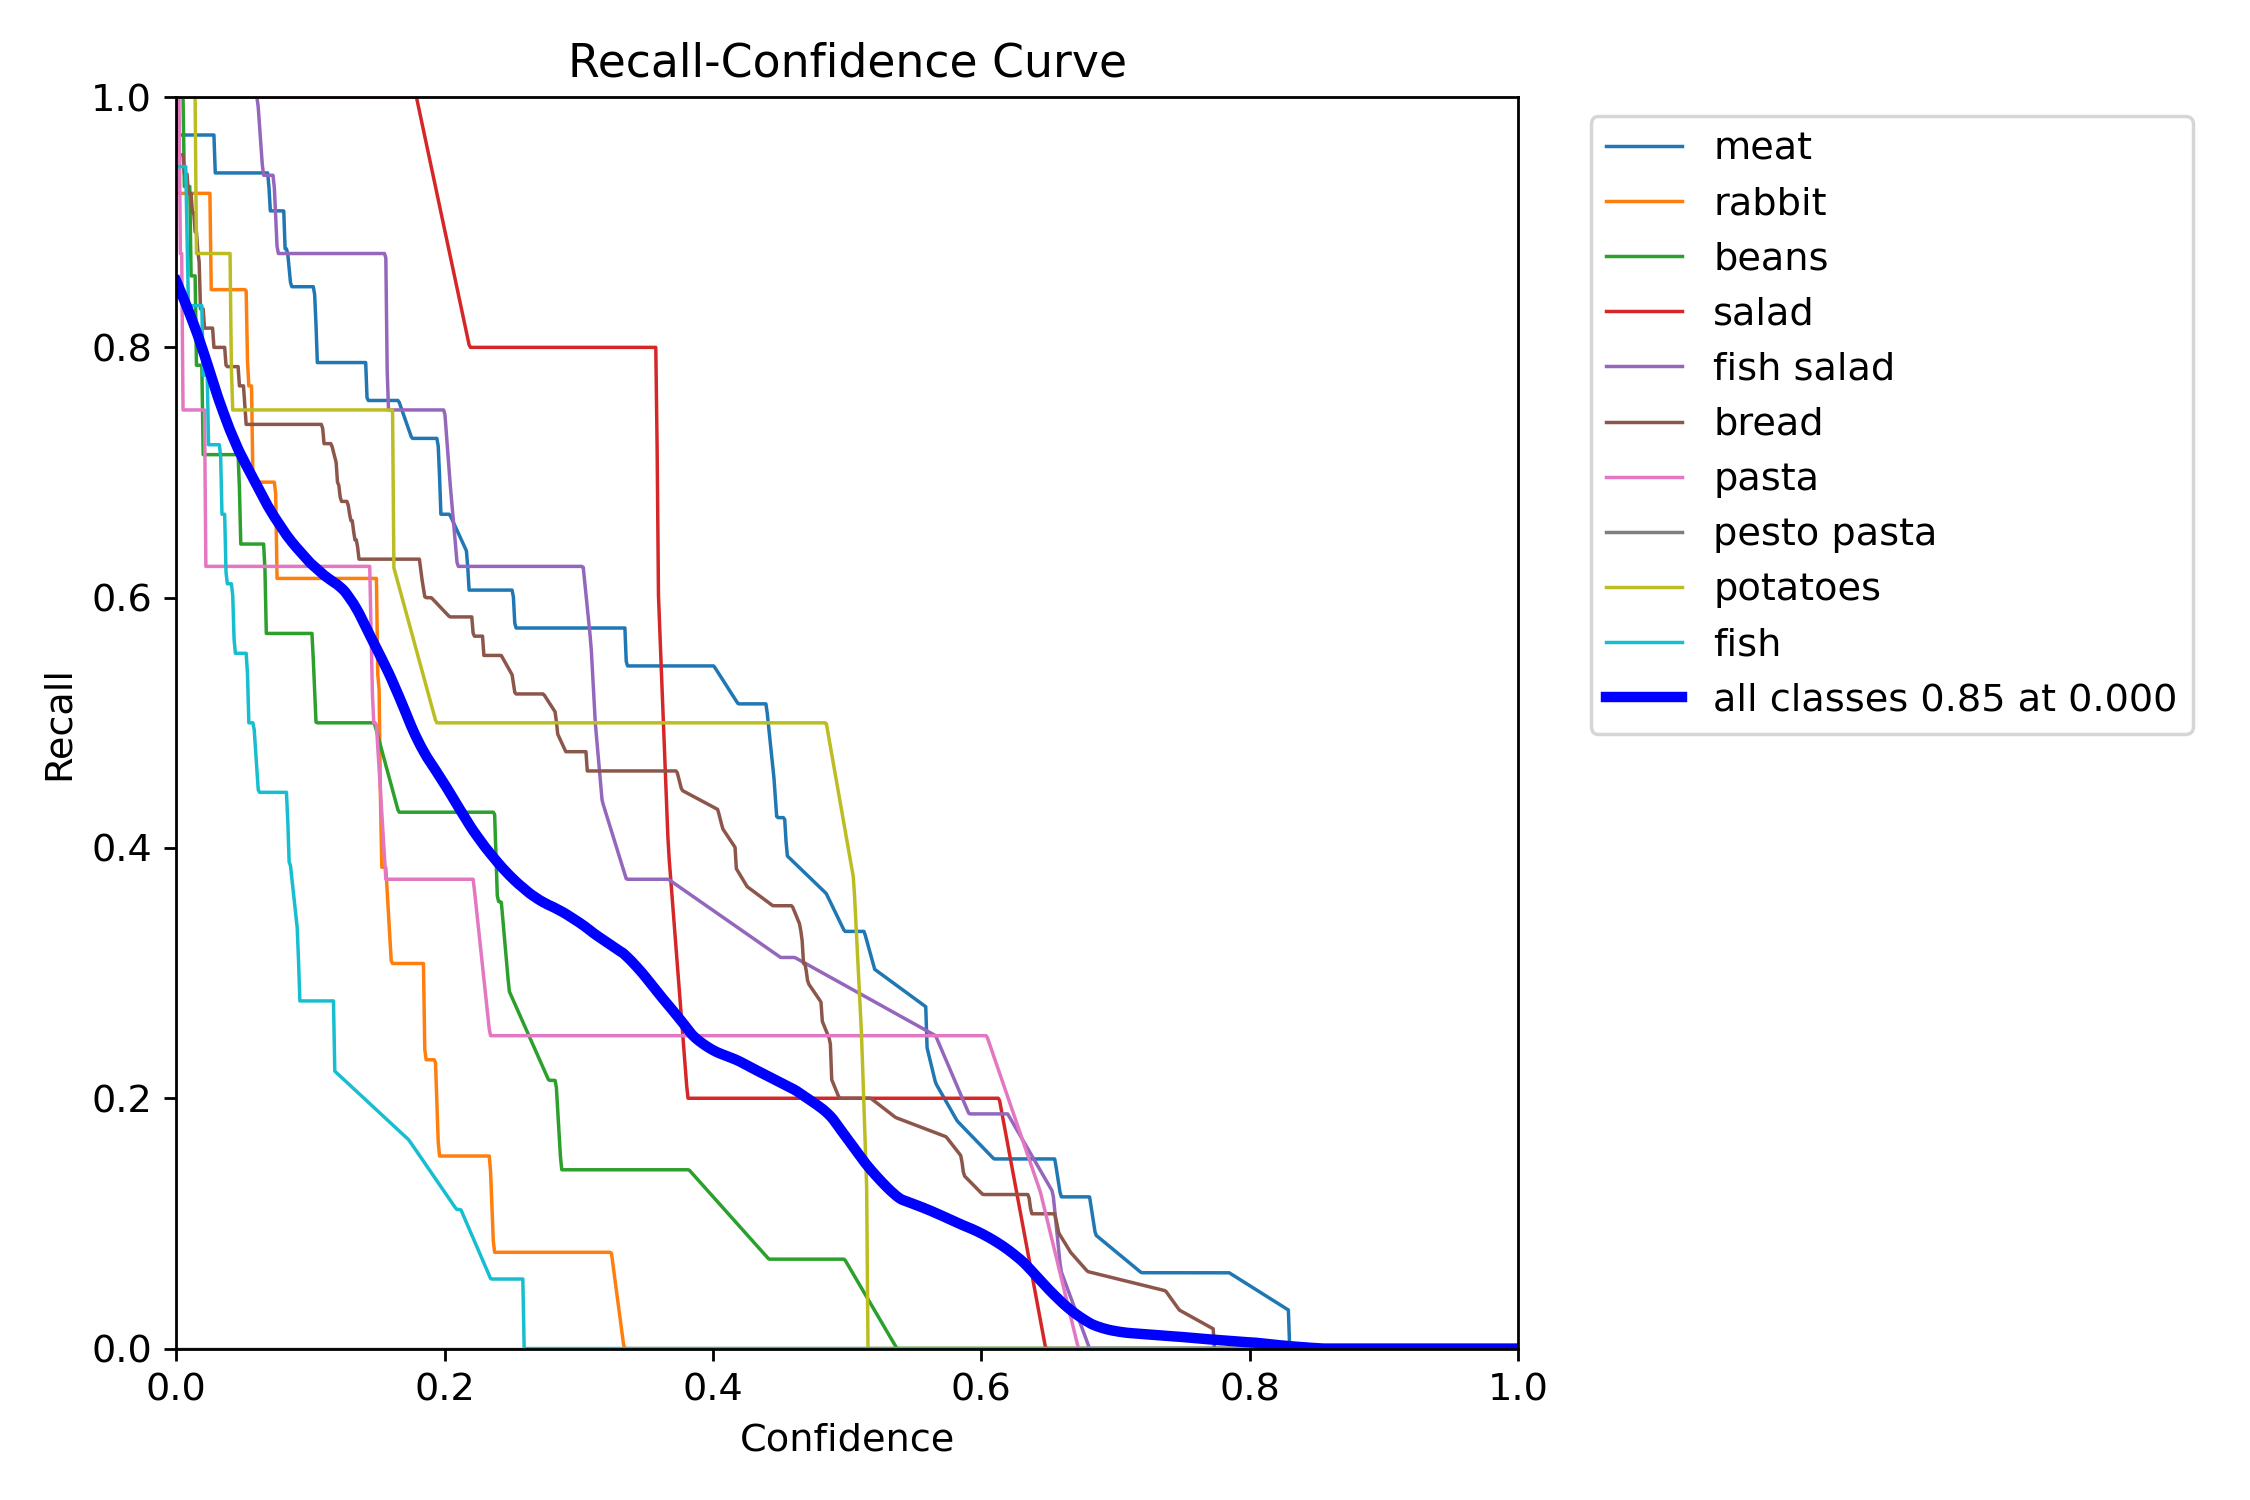 Recall-Confidence Curve
1.0
0.8
0.6
0.4
0.2
0.0
Recall
0.0 0.2 0.4 0.6 0.8 1.0
Confidence
meat
rabbit
beans
salad
fish salad
bread
pasta
pesto pasta
potatoes
fish
all classes 0.85 at 0.000